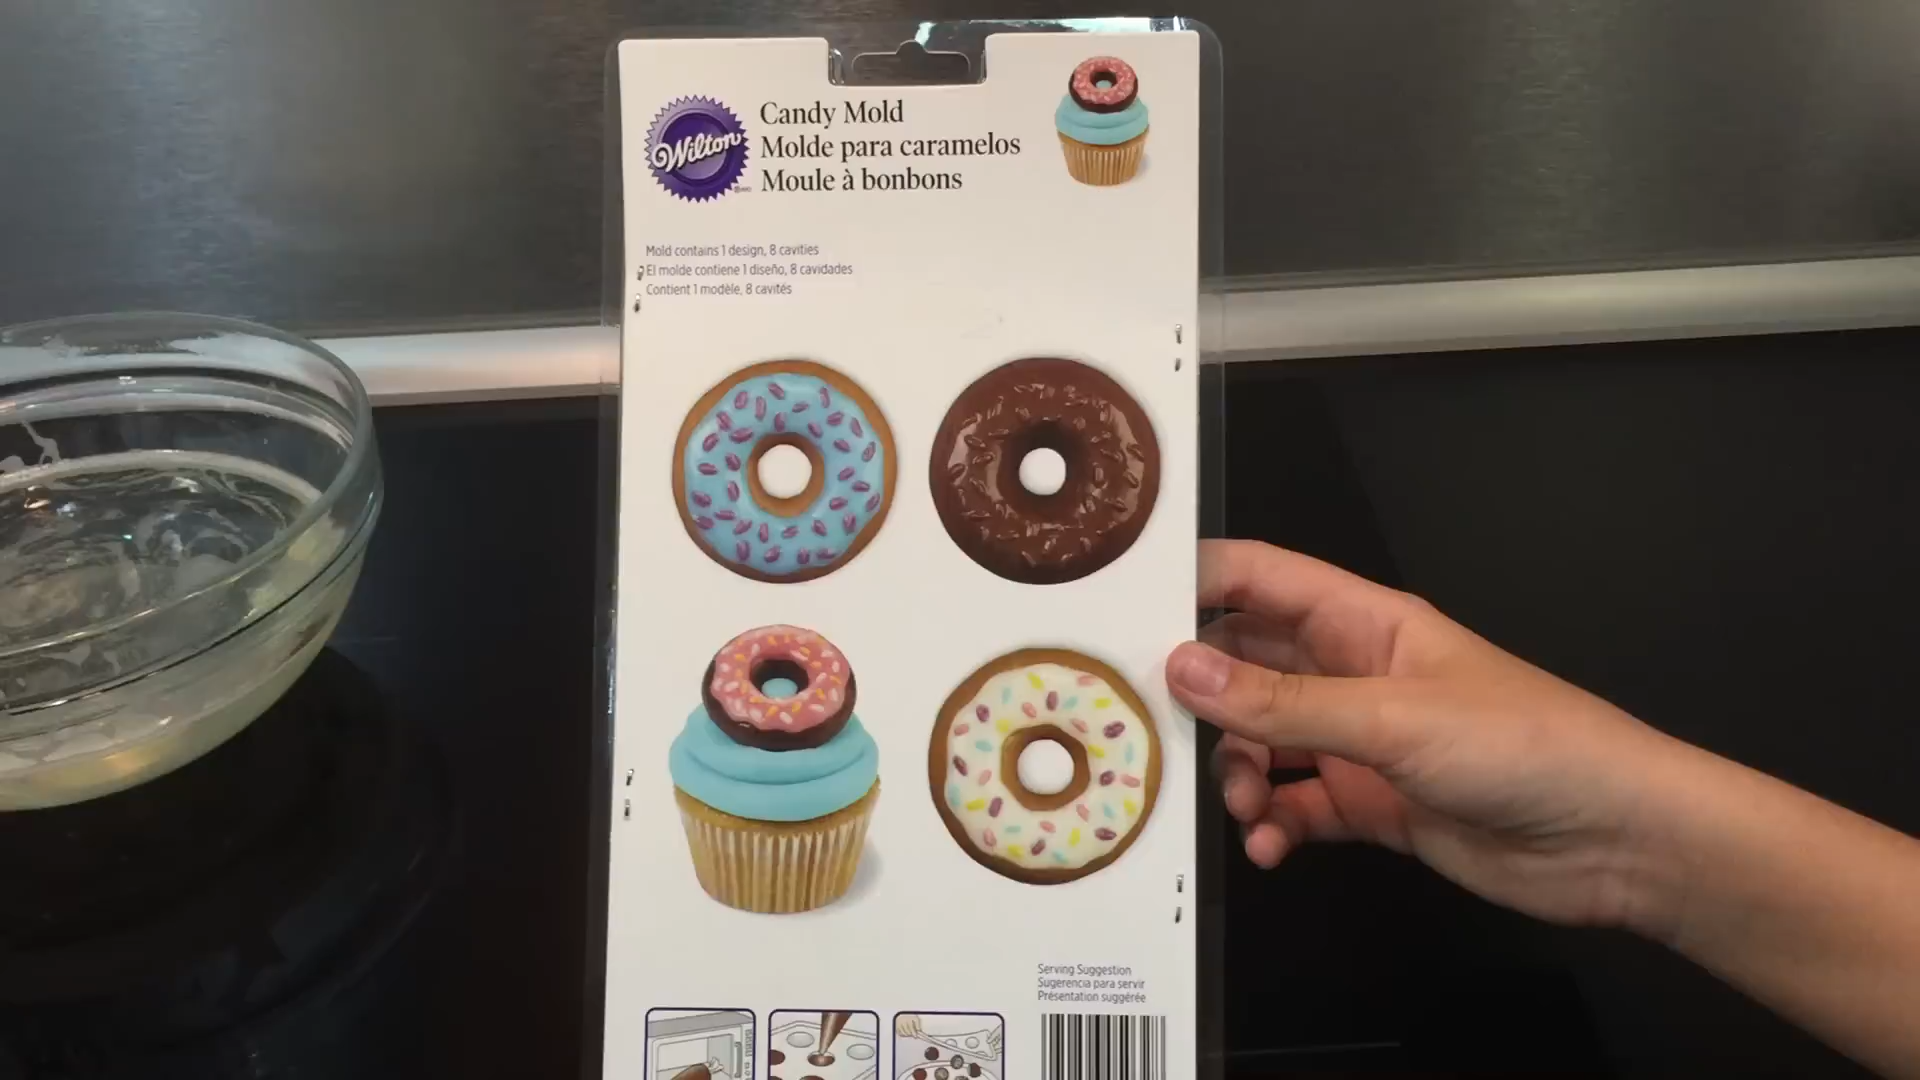 Wilton
Candy Mold
Molde para caramelos
Moule à bonbons
Mold contains 1 design, 8 cavities
El molde contiene 1 diseño, 8 cavidades
Contient 1 modèle, 8 cavités
Serving Suggestion
Sugerencia para servir
Présentation suggérée